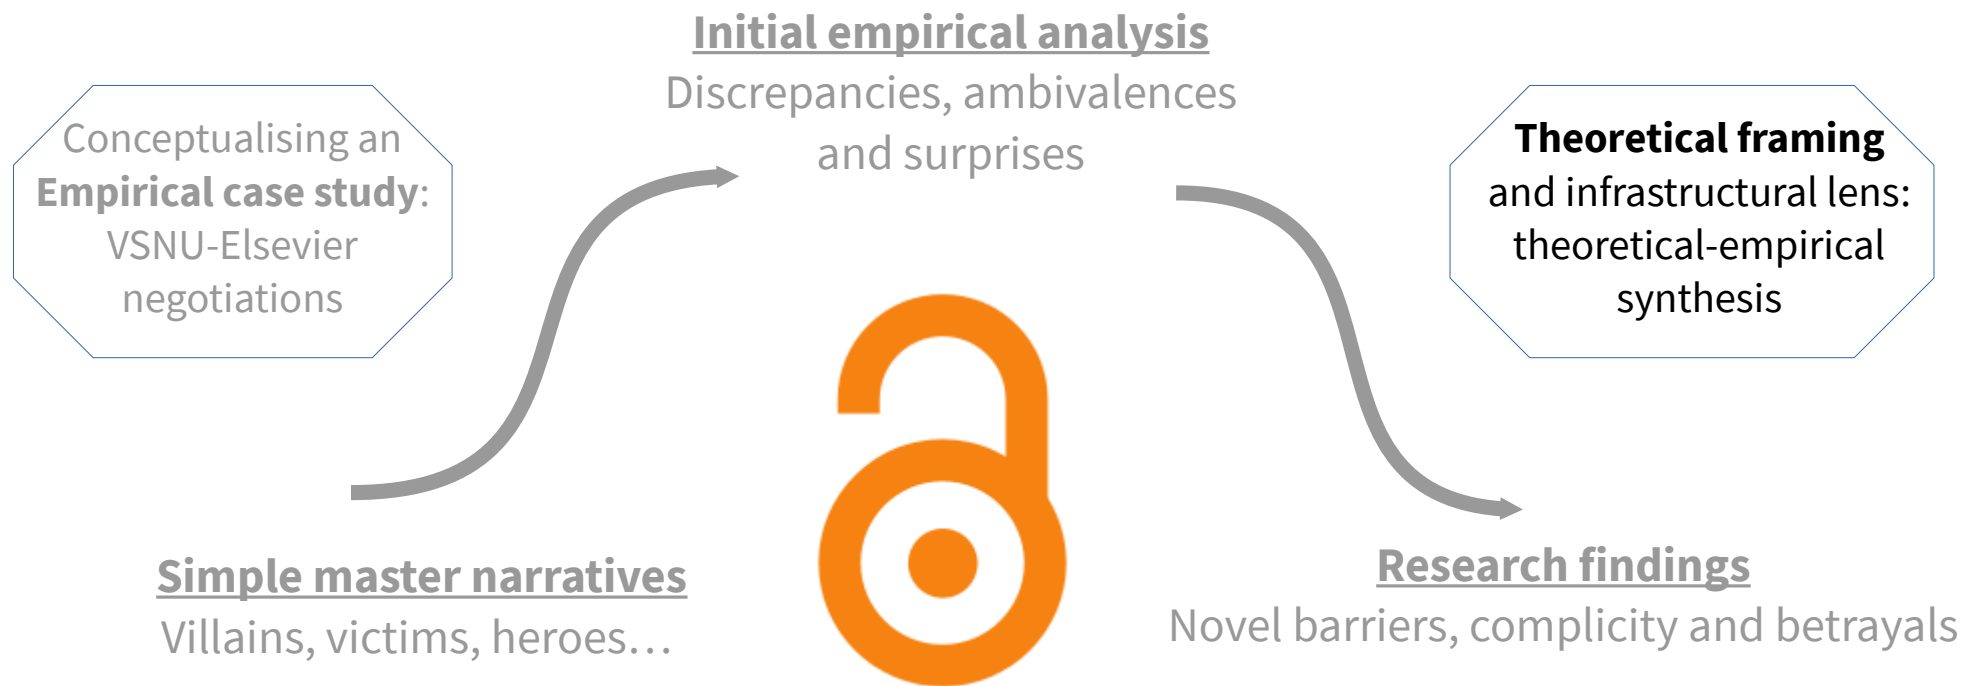 Initial empirical analysis
Discrepancies, ambivalences
and surprises
Conceptualising an
Empirical case study:
VSNU-Elsevier
negotiations
Theoretical framing
and infrastructural lens:
theoretical-empirical
synthesis
Simple master narratives
Villains, victims, heroes…
Research findings
Novel barriers, complicity and betrayals